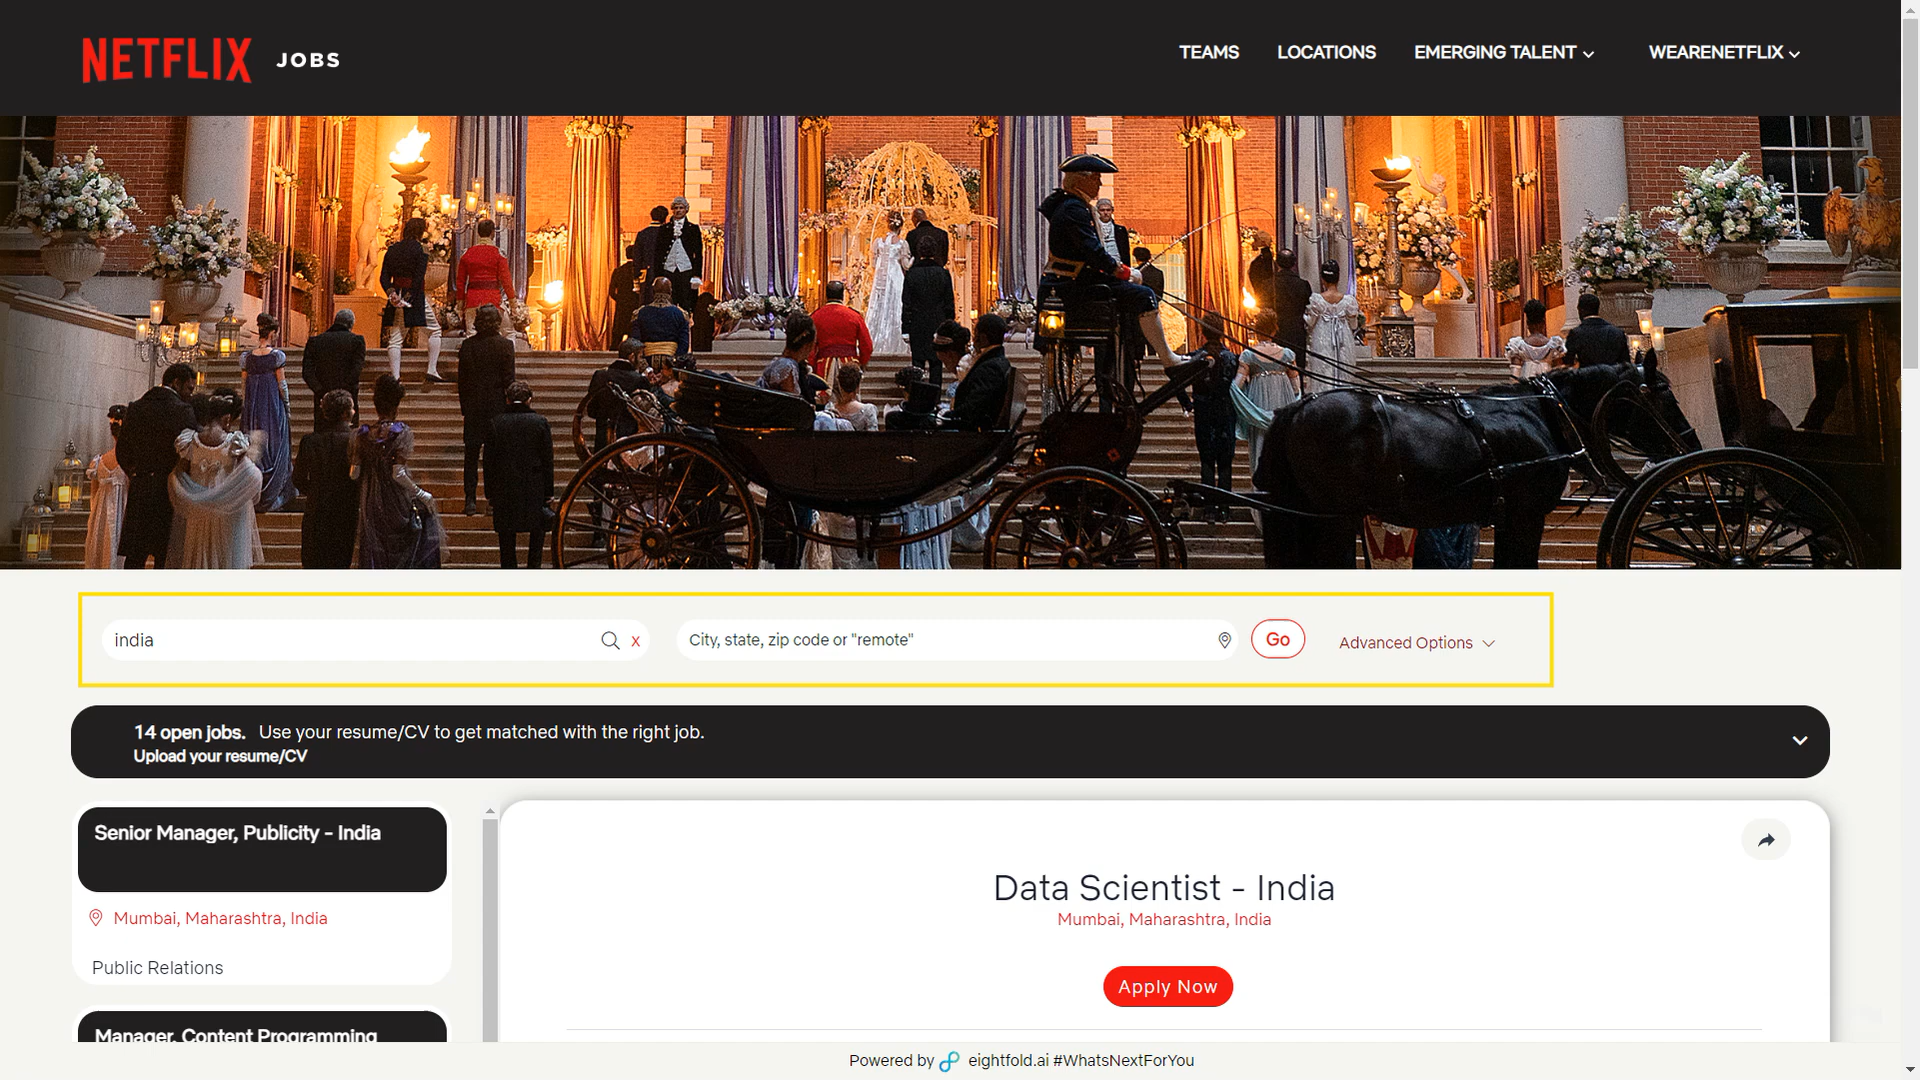 NETFLIX JOBS
TEAMS LOCATIONS EMERGING TALENT WEARENETFLIX
india x City, state, zip code or "remote" Go Advanced Options
14 open jobs. Use your resume/CV to get matched with the right job.
Upload your resume/CV
Senior Manager, Publicity - India
Mumbai, Maharashtra, India
Public Relations
Manager, Content Programming
Data Scientist - India
Mumbai, Maharashtra, India
Apply Now
Powered by eightfold.ai #WhatsNextForYou